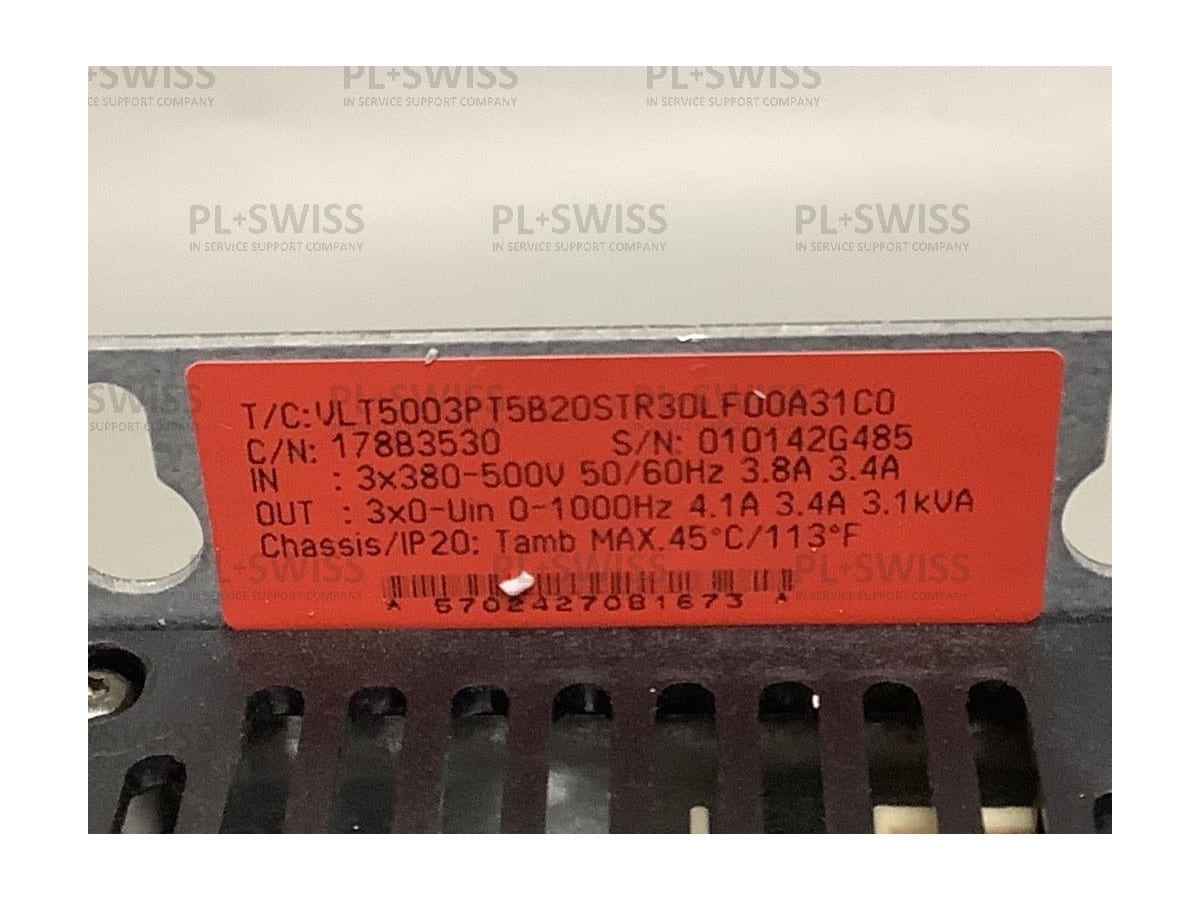 +SWISS PL+SWISS PL+SWISS
CE SUPPORT COMPANY IN SERVICE SUPPORT COMPANY IN SERVICE SUPPORT COMPANY
PL+SWISS PL+SWISS PL+SWISS
IN SERVICE SUPPORT COMPANY IN SERVICE SUPPORT COMPANY IN SERVICE SUPPORT COMPANY
T/C: VLT5003PT5B20STR3DLF00A31C0
C/N: 178B3530 S/N: 010142G485
IN : 3x380-500V 50/60Hz 3.8A 3.4A
OUT : 3x0-Uin 0-1000Hz 4.1A 3.4A 3.1kVA
Chassis/IP20: Tamb MAX.45°C/113°F
5702427081673